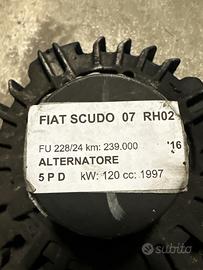 FIAT SCUDO 07 RH02
FU 228/24 km: 239.000 '16
ALTERNATORE
5 P D kW: 120 cc: 1997
subito